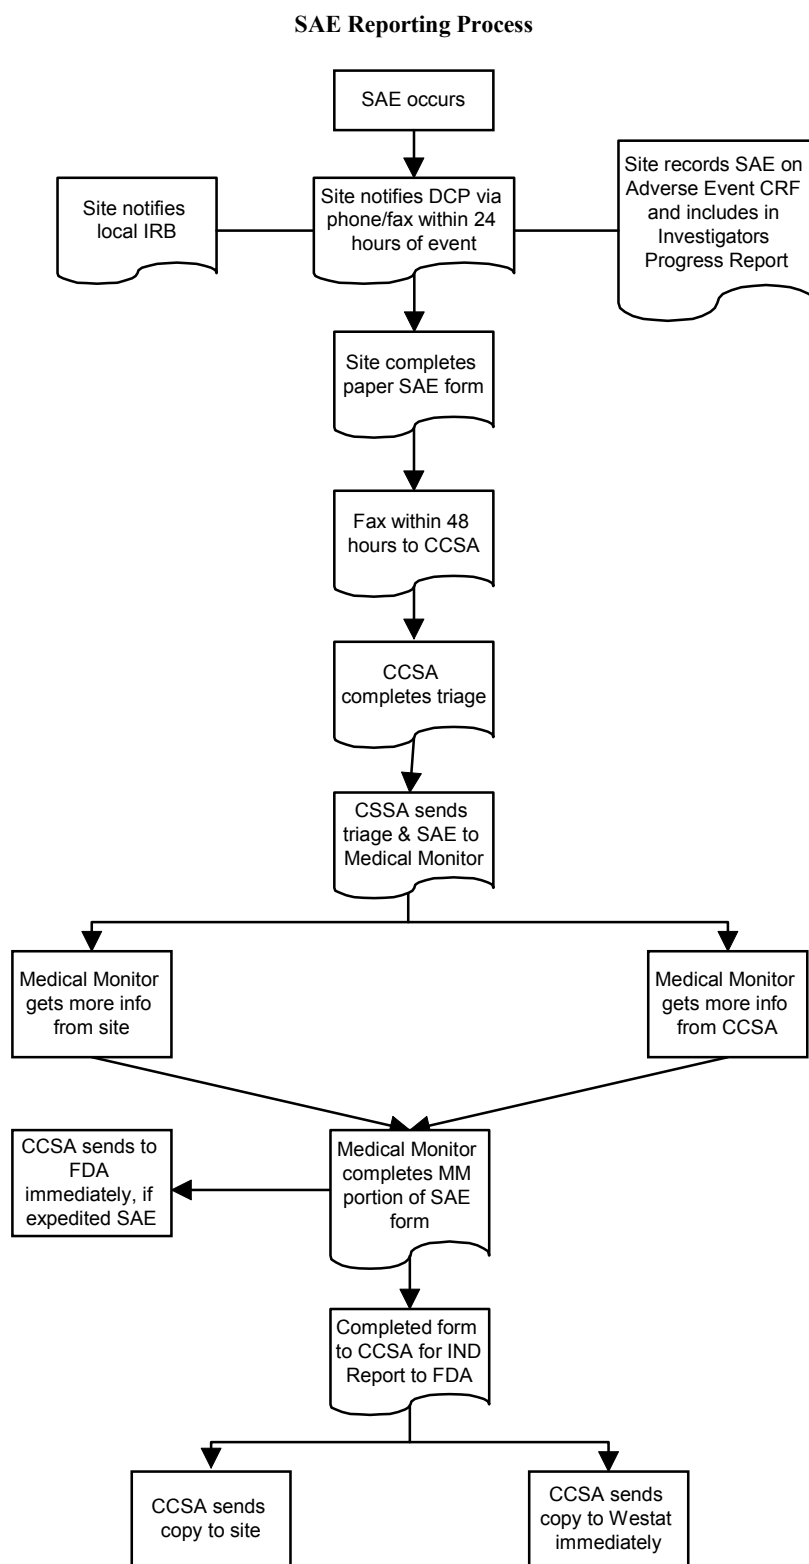 SAE Reporting Process
SAE occurs
Site notifies
local IRB
Site notifies DCP via
phone/fax within 24
hours of event
Site records SAE on
Adverse Event CRF
and includes in
Investigators
Progress Report
Site completes
paper SAE form
Fax within 48
hours to CCSA
CCSA
completes triage
CSSA sends
triage & SAE to
Medical Monitor
Medical Monitor
gets more info
from site
Medical Monitor
gets more info
from CCSA
CCSA sends to
FDA
immediately, if
expedited SAE
Medical Monitor
completes MM
portion of SAE
form
Completed form
to CCSA for IND
Report to FDA
CCSA sends
copy to site
CCSA sends
copy to Westat
immediately